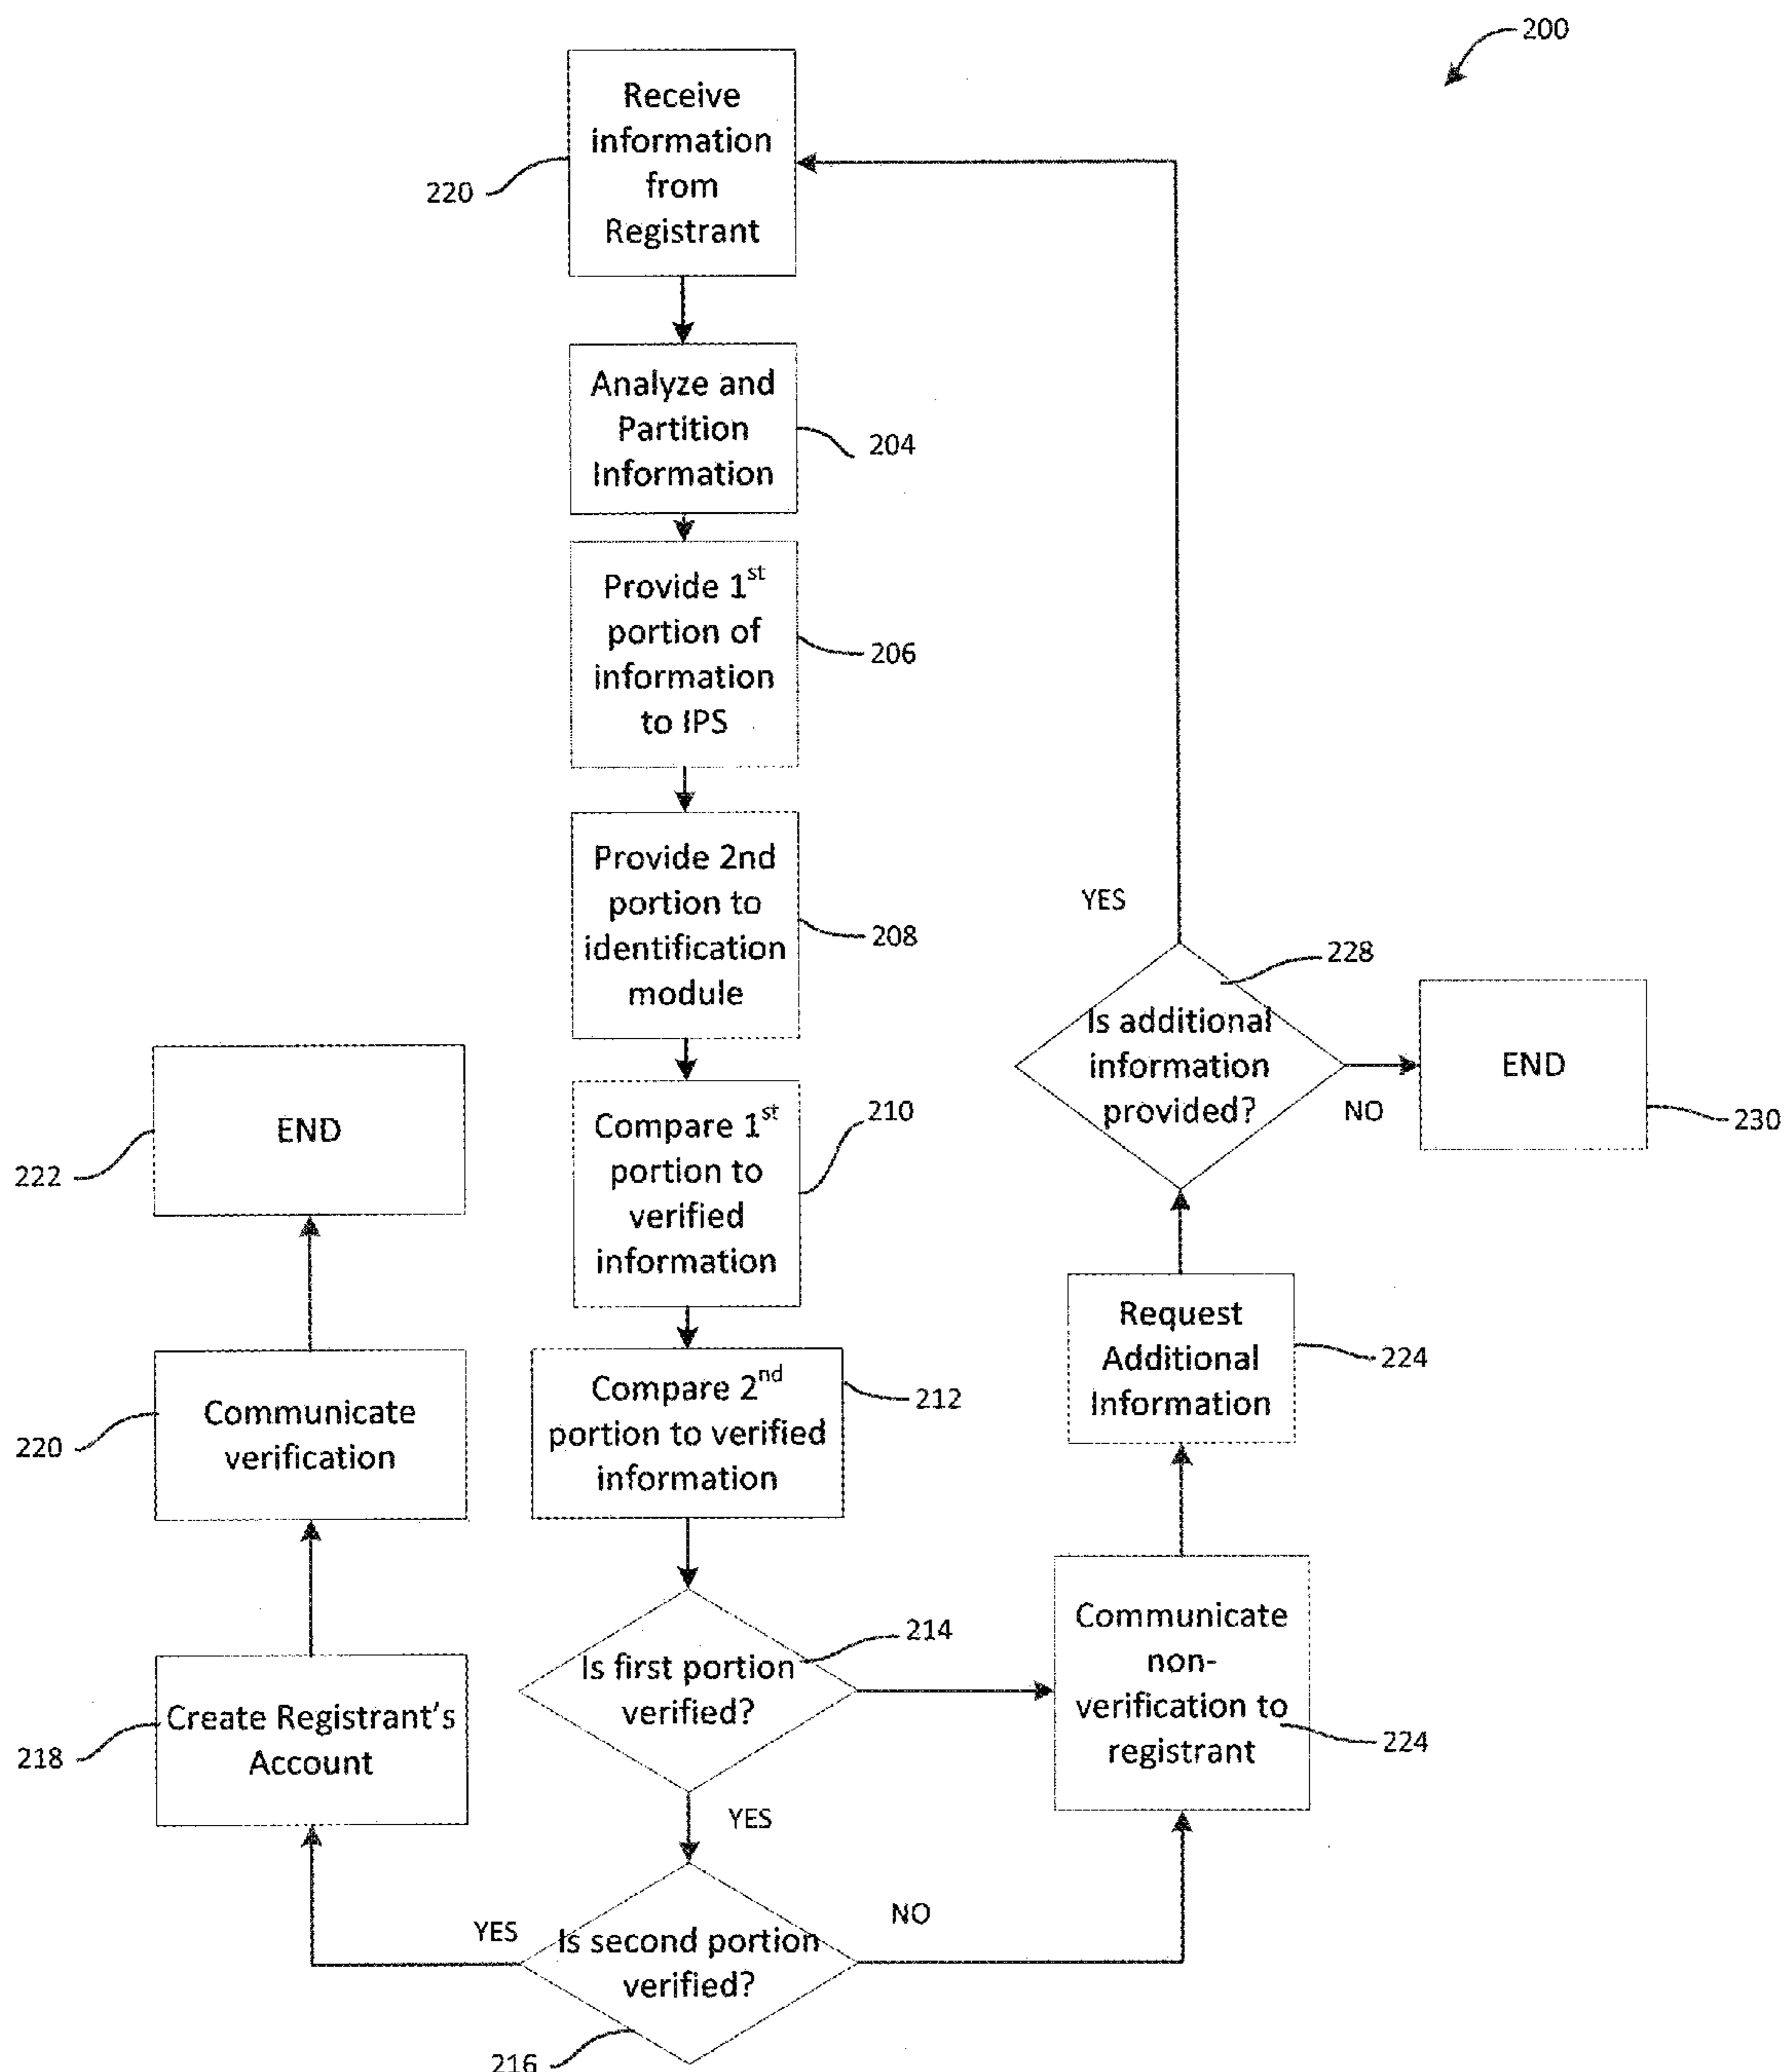 200
Receive
information
from
Registrant
220
Analyze and
Partition
Information
204
Provide 1st
portion of
information
to IPS
206
Provide 2nd
portion to
identification
module
208
Compare 1st
portion to
verified
information
210
Compare 2nd
portion to verified
information
212
Is first portion
verified?
214
YES
Is second portion
verified?
216
YES
NO
Create Registrant's
Account
218
Communicate
verification
220
END
222
Communicate
non-
verification to
registrant
224
Request
Additional
Information
224
Is additional
information
provided?
228
YES
NO
END
230